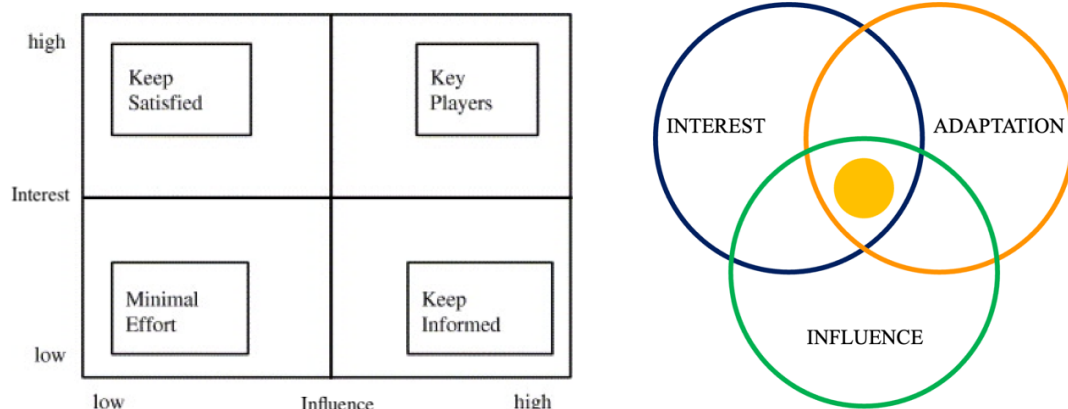 high
Keep
Satisfied
Key
Players
Interest
Minimal
Effort
Keep
Informed
low
low
Influence
high
INTEREST
ADAPTATION
INFLUENCE